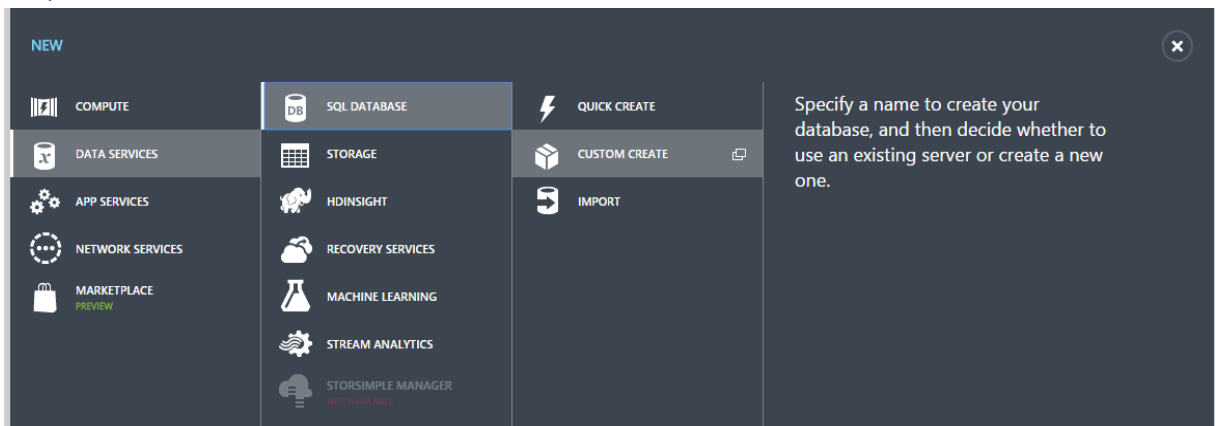 NEW
COMPUTE
DATA SERVICES
APP SERVICES
NETWORK SERVICES
MARKETPLACE
PREVIEW
DB
SQL DATABASE
STORAGE
HDINSIGHT
RECOVERY SERVICES
MACHINE LEARNING
STREAM ANALYTICS
STORSIMPLE MANAGER
NOT AVAILABLE
QUICK CREATE
CUSTOM CREATE
IMPORT
Specify a name to create your
database, and then decide whether to
use an existing server or create a new
one.